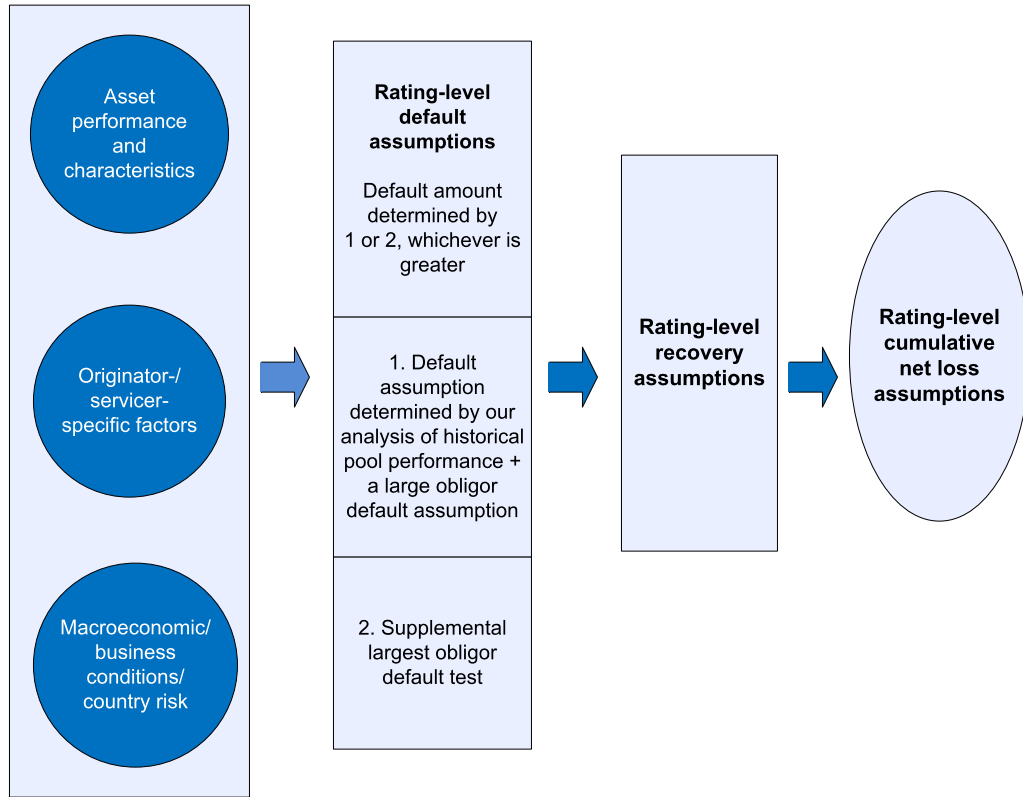 Asset
performance
and
characteristics
Originator-/
servicer-
specific factors
Macroeconomic/
business
conditions/
country risk
Rating-level
default
assumptions
Default amount
determined by
1 or 2, whichever is
greater
1. Default
assumption
determined by our
analysis of historical
pool performance +
a large obligor
default assumption
2. Supplemental
largest obligor
default test
Rating-level
recovery
assumptions
Rating-level
cumulative
net loss
assumptions